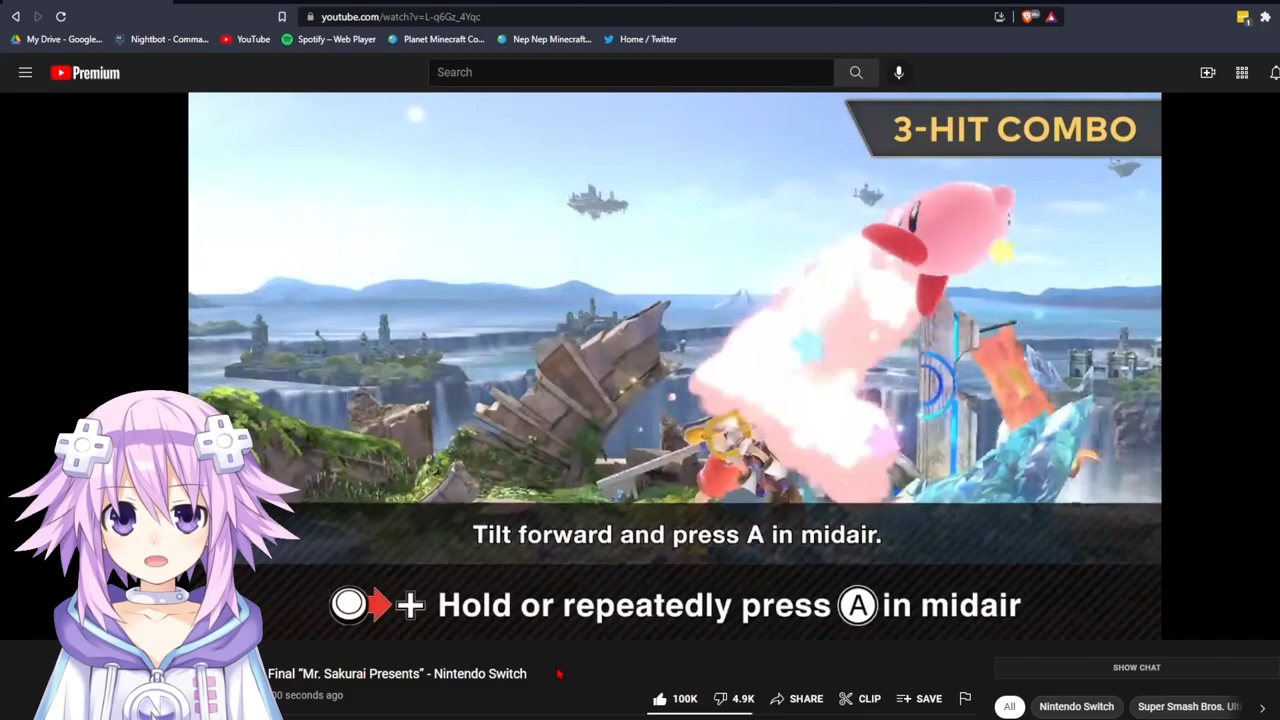 youtube.com/watch?v=L-q6Gz_4Yqc
My Drive - Google...
Nightbot - Comma...
YouTube
Spotify – Web Player
Planet Minecraft Co...
Nep Nep Minecraft...
Home / Twitter
Premium
Search
3-HIT COMBO
Tilt forward and press A in midair.
+ Hold or repeatedly press A in midair
Final “Mr. Sakurai Presents” - Nintendo Switch
00 seconds ago
100K
4.9K
SHARE
CLIP
SAVE
SHOW CHAT
All
Nintendo Switch
Super Smash Bros. Ulti
N